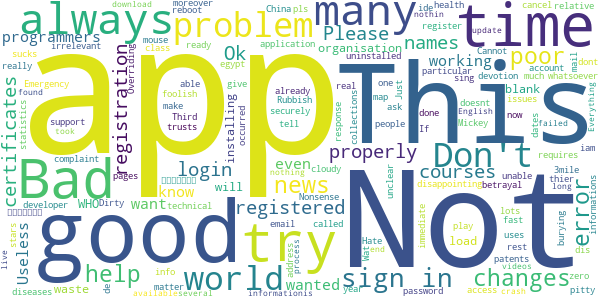 app
This
Not
good
always
problem
many
time
try
Bad
Don't
sign in
world
changes
help
news
error
poor
login
courses
properly
registered
registration
certificates
programmers
Please
names
organisation
working
Ok
installing
wanted
want
know
even
WHO
will
Useless
blank
load
waste
download
moreover
reboot
irrelevant
mouse
class
sucks
really
Emergency
found
statistics
support
took
complaint
pages
Dirty
developer
technical
live
stars
info
matter
diseases
available
several
de
Overriding
ready
egypt
able
foolish
make
Third
trusts
China
pls
application
give
already
Rubbish
securely
tell
occurred
cloudy
nothing
Nonsense
email
called
address
process
informationis
year
Hate
end
Wat
password
collections
response
real
one
map
ask
Just
people
uninstalled
ide
health
nothin
register
update
account
particular
sing
doesnt
English
Mickey
done
If
now
unclear
disappointing
immediate
play
lots
access
crash
cancel
relative
Cannot
mail
dont
devotion
much
whatsoever
issues
dates
failed
Everything
iam
requires
3mile
unable
thier
betrayal
long
fast
uses
rest
patents
videos
burying
zero
informations
dis
pitty